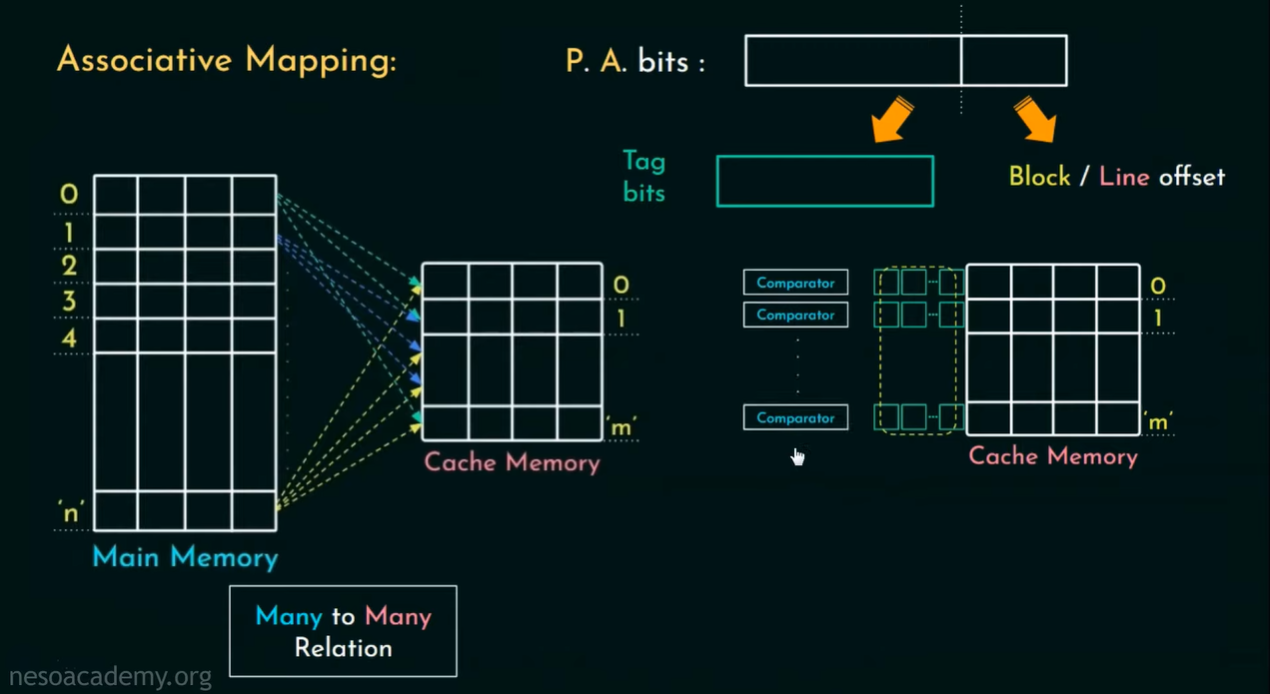 Associative Mapping:
P. A. bits :
Tag
bits
Block / Line offset
0
1
2
3
4
'n'
Main Memory
0
1
'm'
Cache Memory
Comparator
Comparator
Comparator
0
1
'm'
Cache Memory
Many to Many
Relation
nesoacademy.org